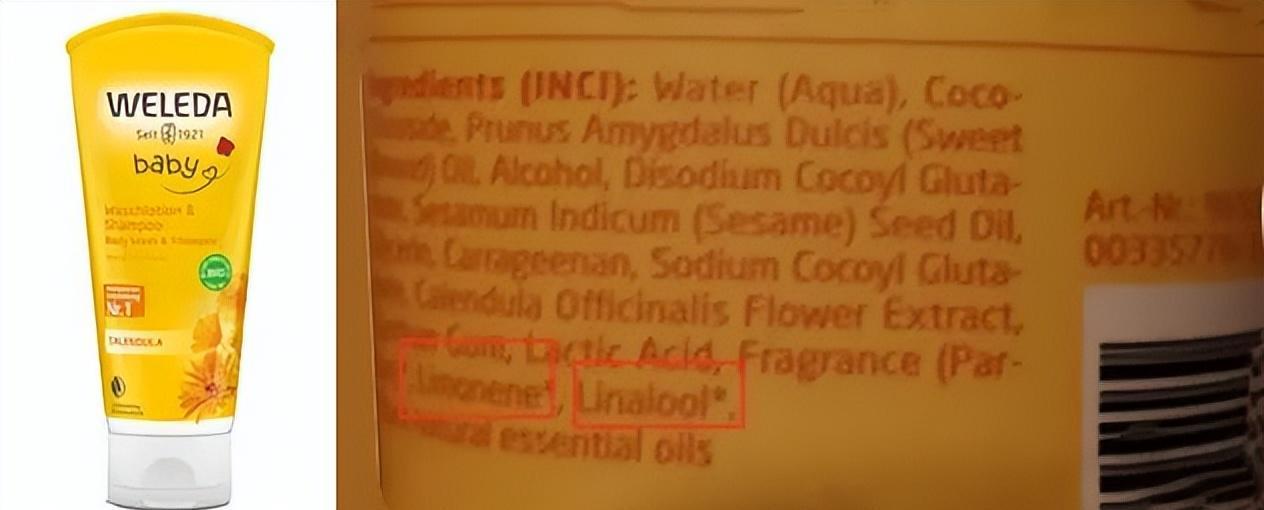 WELEDA
Seit 1921
baby
Waschlotion &
Shampoo
Body Wash & Shampoo
Nr.1
CALENDULA
(INCI): Water (Aqua), Coco-
Prunus Amygdalus Dulcis (Sweet
Oil, Alcohol, Disodium Cocoyl Gluta-
Sesamum Indicum (Sesame) Seed Oil,
Carrageenan, Sodium Cocoyl Gluta-
Calendula Officinalis Flower Extract,
Gum, Lactic Acid, Fragrance (Par-
Limonene*, Linalool*,
essential oils
Art.-Nr.